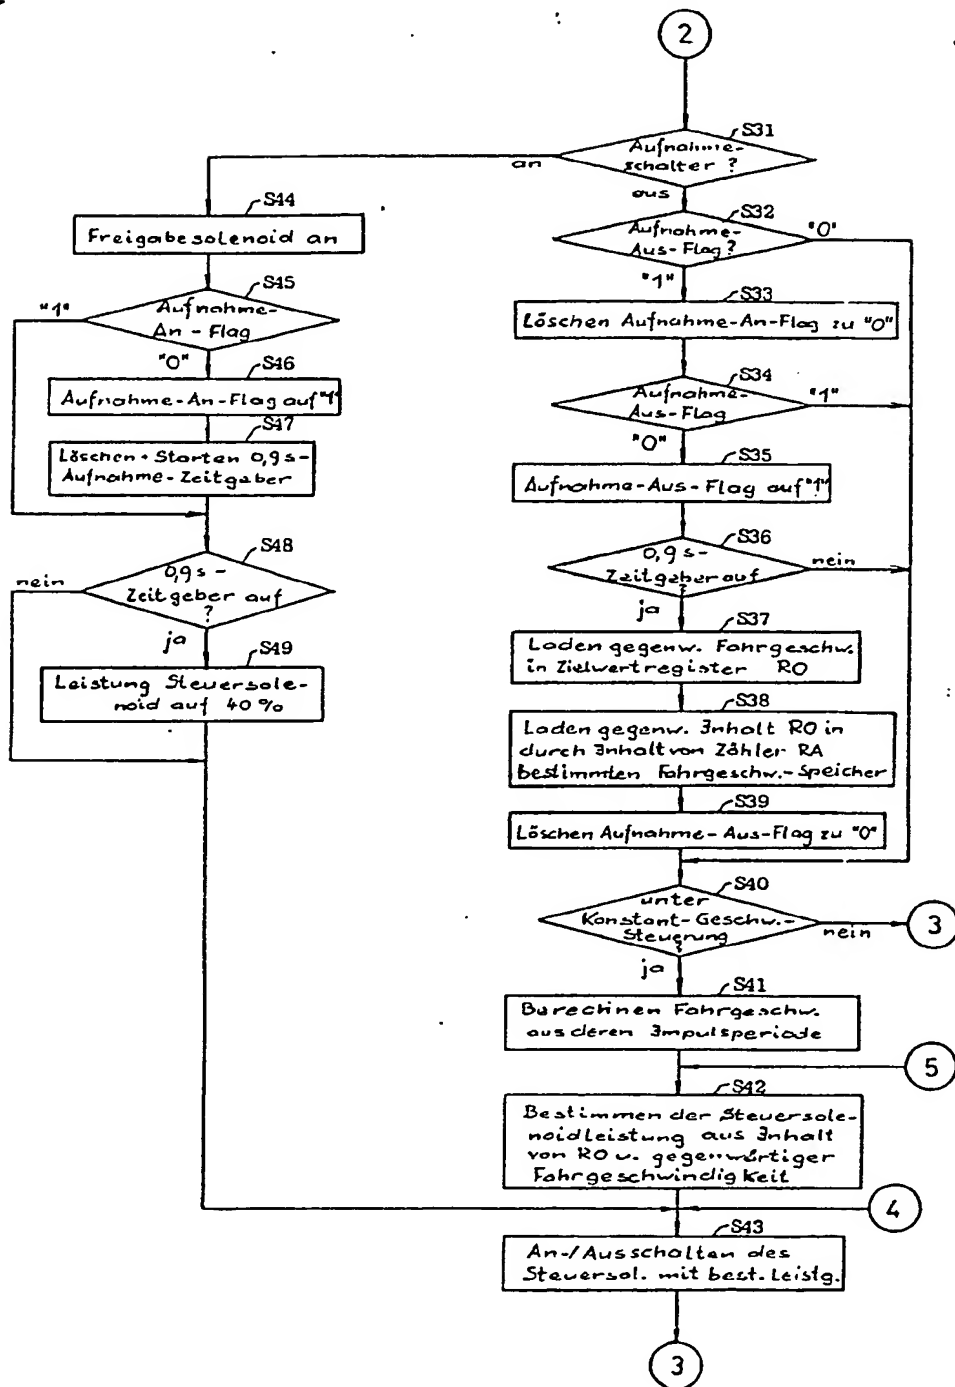 2
S31
Aufnahme-
schalter ?
an
aus
S44
Freigabesolenoid an
S45
Aufnahme-
An-Flag
"1"
"0"
S46
Aufnahme-An-Flag auf "1"
S47
Löschen + Starten 0,9s-
Aufnahme-Zeitgeber
S48
0,9s-
Zeitgeber auf
?
nein
ja
S49
Leistung Steuersole-
noid auf 40%
S32
Aufnahme-
Aus-Flag?
"0"
"1"
S33
Löschen Aufnahme-An-Flag zu "0"
S34
Aufnahme-
Aus-Flag
"1"
"0"
S35
Aufnahme-Aus-Flag auf "1"
S36
0,9s-
Zeitgeber auf
?
nein
ja
S37
Laden gegenw. Fahrgeschw.
in Zielwertregister RO
S38
Laden gegenw. Inhalt RO in
durch Inhalt von Zähler RA
bestimmten Fahrgeschw.-Speicher
S39
Löschen Aufnahme-Aus-Flag zu "0"
S40
unter
Konstant-Geschw.-
Steuerung
?
nein
3
ja
S41
Berechnen Fahrgeschw.
aus deren Impulsperiode
5
S42
Bestimmen der Steuersole-
noidleistung aus Inhalt
von RO u. gegenwärtiger
Fahrgeschwindigkeit
4
S43
An-/Ausschalten des
Steuersol. mit best. Leistg.
3